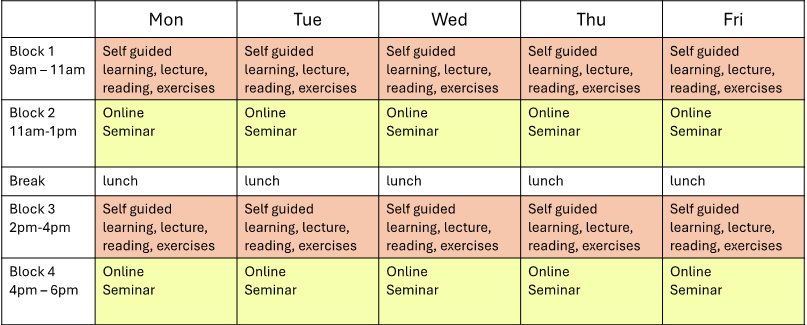 Mon Tue Wed Thu Fri
Block 1 Self guided Self guided Self guided Self guided Self guided
9am – 11am learning, lecture, learning, lecture, learning, lecture, learning, lecture, learning, lecture,
reading, exercises reading, exercises reading, exercises reading, exercises reading, exercises
Block 2 Online Online Online Online Online
11am-1pm Seminar Seminar Seminar Seminar Seminar
Break lunch lunch lunch lunch lunch
Block 3 Self guided Self guided Self guided Self guided Self guided
2pm-4pm learning, lecture, learning, lecture, learning, lecture, learning, lecture, learning, lecture,
reading, exercises reading, exercises reading, exercises reading, exercises reading, exercises
Block 4 Online Online Online Online Online
4pm – 6pm Seminar Seminar Seminar Seminar Seminar